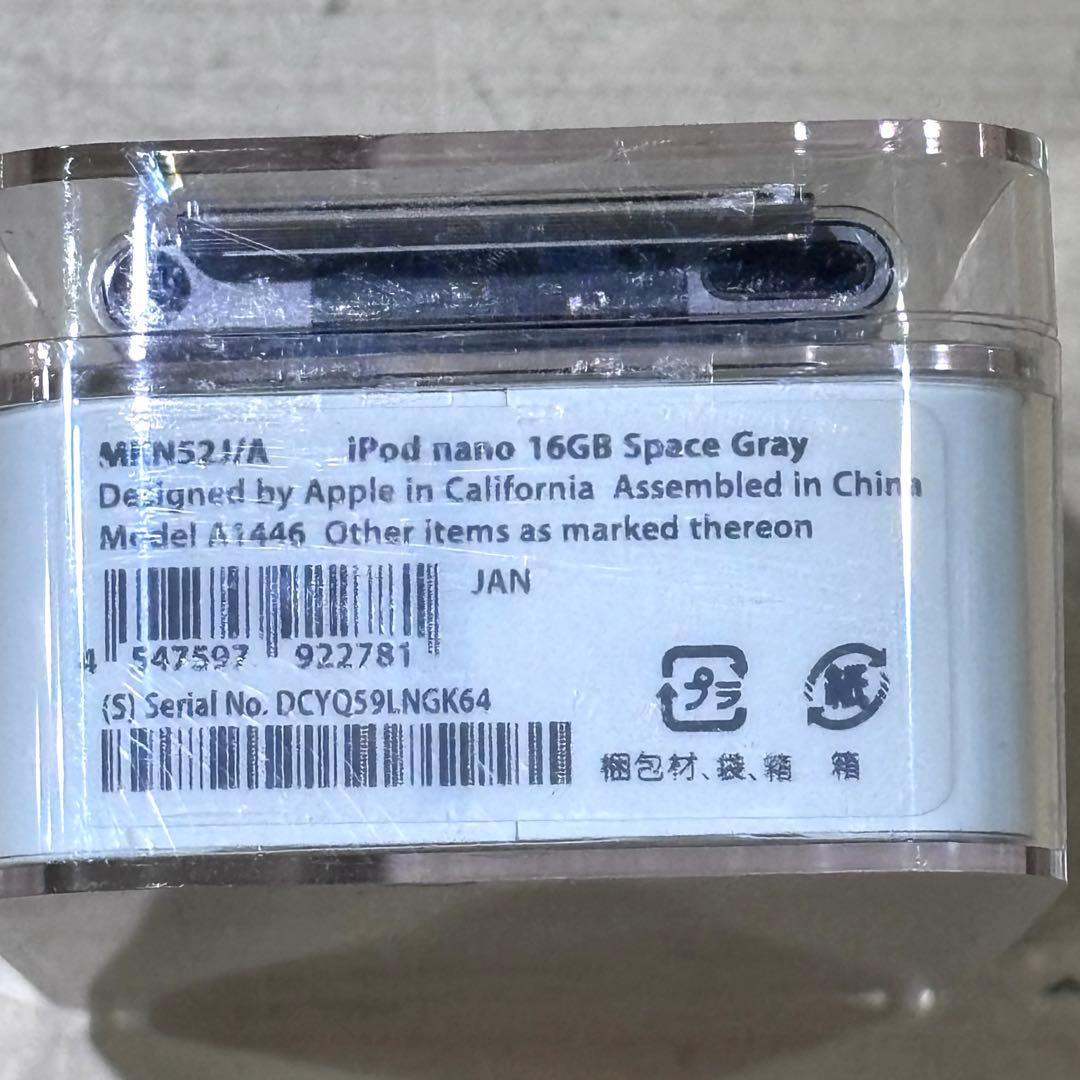 MKN52J/A iPod nano 16GB Space Gray
Designed by Apple in California Assembled in China
Model A1446 Other items as marked thereon
JAN
4 547597 922781
(S) Serial No. DCYQ59LNGK64
プラ 紙
梱包材、袋、箱 箱